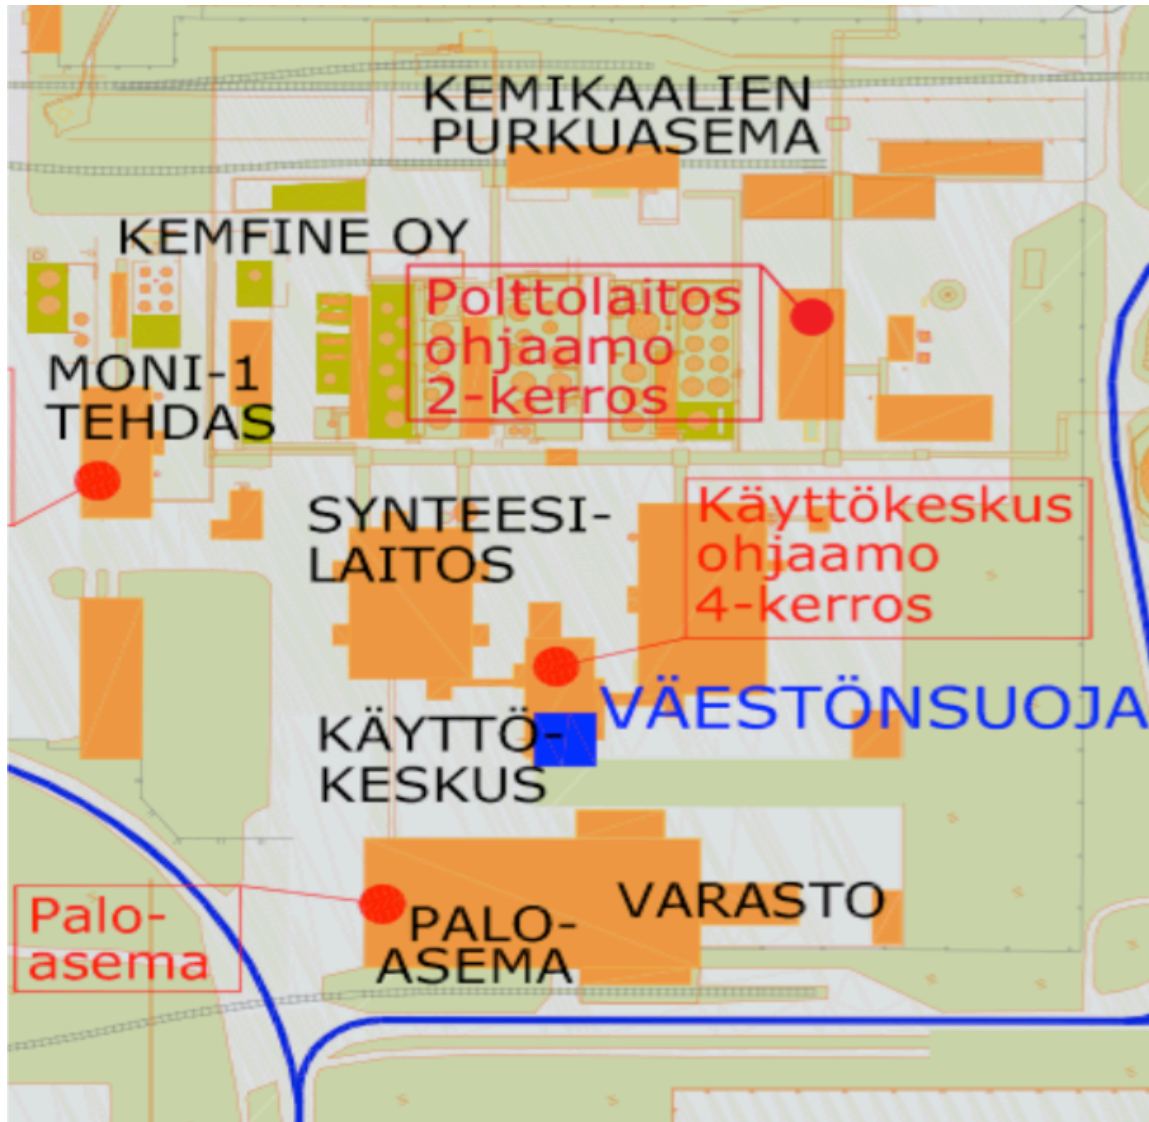 KEMIKAALIEN
PURKUASEMA
KEMFINE OY
Polttolaitos
ohjaamo
2-kerros
MONI-1
TEHDAS
SYNTEESI-
LAITOS
Käyttökeskus
ohjaamo
4-kerros
VÄESTÖNSUOJA
KÄYTTÖ-
KESKUS
Palo-
asema
PALO-
ASEMA
VARASTO